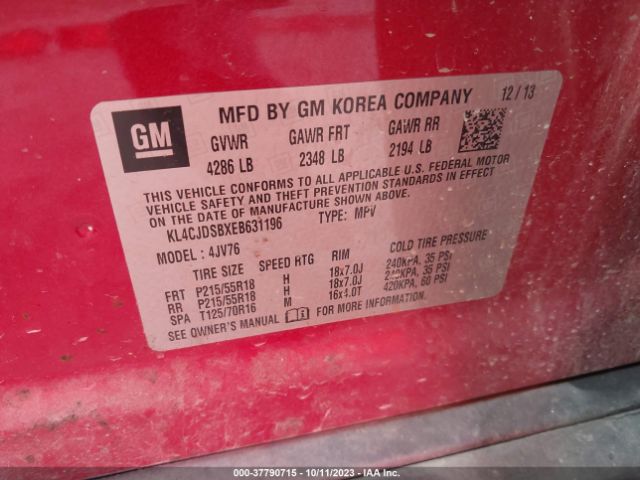 MFD BY GM KOREA COMPANY 12 / 13
GM
GVWR GAWR FRT GAWR RR
4286 LB 2348 LB 2194 LB
THIS VEHICLE CONFORMS TO ALL APPLICABLE U.S. FEDERAL MOTOR
VEHICLE SAFETY AND THEFT PREVENTION STANDARDS IN EFFECT
ON THE DATE OF MANUFACTURE SHOWN ABOVE.
KL4CJDSBXEB631196 TYPE: MPV
MODEL: 4JV76
TIRE SIZE SPEED RTG RIM COLD TIRE PRESSURE
FRT P215/55R18 H 18x7.0J 240KPA, 35 PSI
RR P215/55R18 H 18x7.0J 240KPA, 35 PSI
SPA T125/70R16 M 16x4.0T 420KPA, 60 PSI
SEE OWNER'S MANUAL FOR MORE INFORMATION
000-37790715 - 10/11/2023 - IAA Inc.